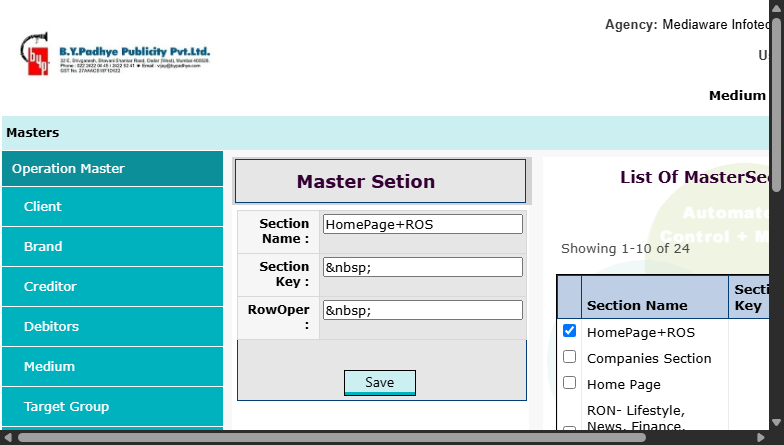 Agency: Mediaware Infotec
B.Y.Padhye Publicity Pvt.Ltd.
Medium
Masters
Operation Master
Client
Brand
Creditor
Debitors
Medium
Target Group
Master Setion
Section Name :
HomePage+ROS
Section Key :
&nbsp;
RowOper :
&nbsp;
Save
List Of MasterSec
Automat
Control + M
Showing 1-10 of 24
Section Name
Secti
Key
HomePage+ROS
Companies Section
Home Page
RON- Lifestyle,
News, Finance,